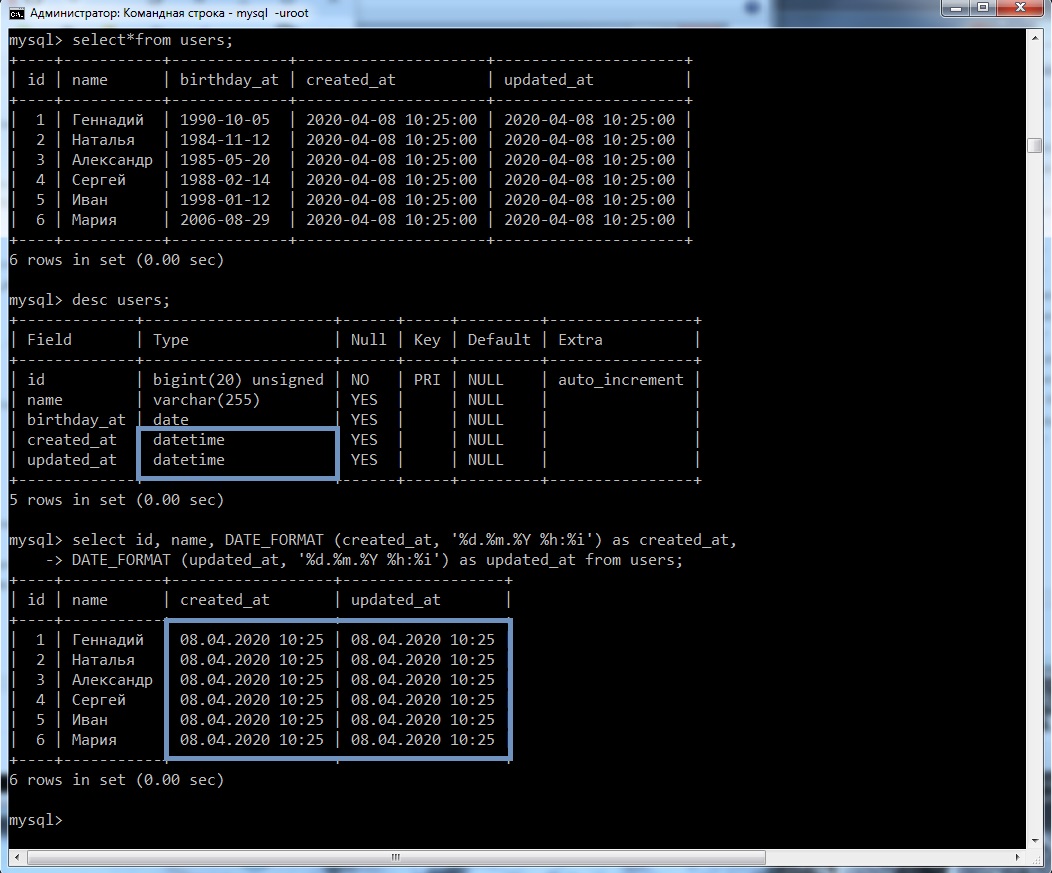 Администратор: Командная строка - mysql  -uroot
mysql> select*from users;
+----+-----------+-------------+---------------------+---------------------+
| id | name      | birthday_at | created_at          | updated_at          |
+----+-----------+-------------+---------------------+---------------------+
|  1 | Геннадий  | 1990-10-05  | 2020-04-08 10:25:00 | 2020-04-08 10:25:00 |
|  2 | Наталья   | 1984-11-12  | 2020-04-08 10:25:00 | 2020-04-08 10:25:00 |
|  3 | Александр | 1985-05-20  | 2020-04-08 10:25:00 | 2020-04-08 10:25:00 |
|  4 | Сергей    | 1988-02-14  | 2020-04-08 10:25:00 | 2020-04-08 10:25:00 |
|  5 | Иван      | 1998-01-12  | 2020-04-08 10:25:00 | 2020-04-08 10:25:00 |
|  6 | Мария     | 2006-08-29  | 2020-04-08 10:25:00 | 2020-04-08 10:25:00 |
+----+-----------+-------------+---------------------+---------------------+
6 rows in set (0.00 sec)
mysql> desc users;
+-------------+---------------------+------+-----+---------+----------------+
| Field       | Type                | Null | Key | Default | Extra          |
+-------------+---------------------+------+-----+---------+----------------+
| id          | bigint(20) unsigned | NO   | PRI | NULL    | auto_increment |
| name        | varchar(255)        | YES  |     | NULL    |                |
| birthday_at | date                | YES  |     | NULL    |                |
| created_at  | datetime            | YES  |     | NULL    |                |
| updated_at  | datetime            | YES  |     | NULL    |                |
+-------------+---------------------+------+-----+---------+----------------+
5 rows in set (0.00 sec)
mysql> select id, name, DATE_FORMAT (created_at, '%d.%m.%Y %h:%i') as created_at,
    -> DATE_FORMAT (updated_at, '%d.%m.%Y %h:%i') as updated_at from users;
+----+-----------+------------------+------------------+
| id | name      | created_at       | updated_at       |
+----+-----------+------------------+------------------+
|  1 | Геннадий  | 08.04.2020 10:25 | 08.04.2020 10:25 |
|  2 | Наталья   | 08.04.2020 10:25 | 08.04.2020 10:25 |
|  3 | Александр | 08.04.2020 10:25 | 08.04.2020 10:25 |
|  4 | Сергей    | 08.04.2020 10:25 | 08.04.2020 10:25 |
|  5 | Иван      | 08.04.2020 10:25 | 08.04.2020 10:25 |
|  6 | Мария     | 08.04.2020 10:25 | 08.04.2020 10:25 |
+----+-----------+------------------+------------------+
6 rows in set (0.00 sec)
mysql>